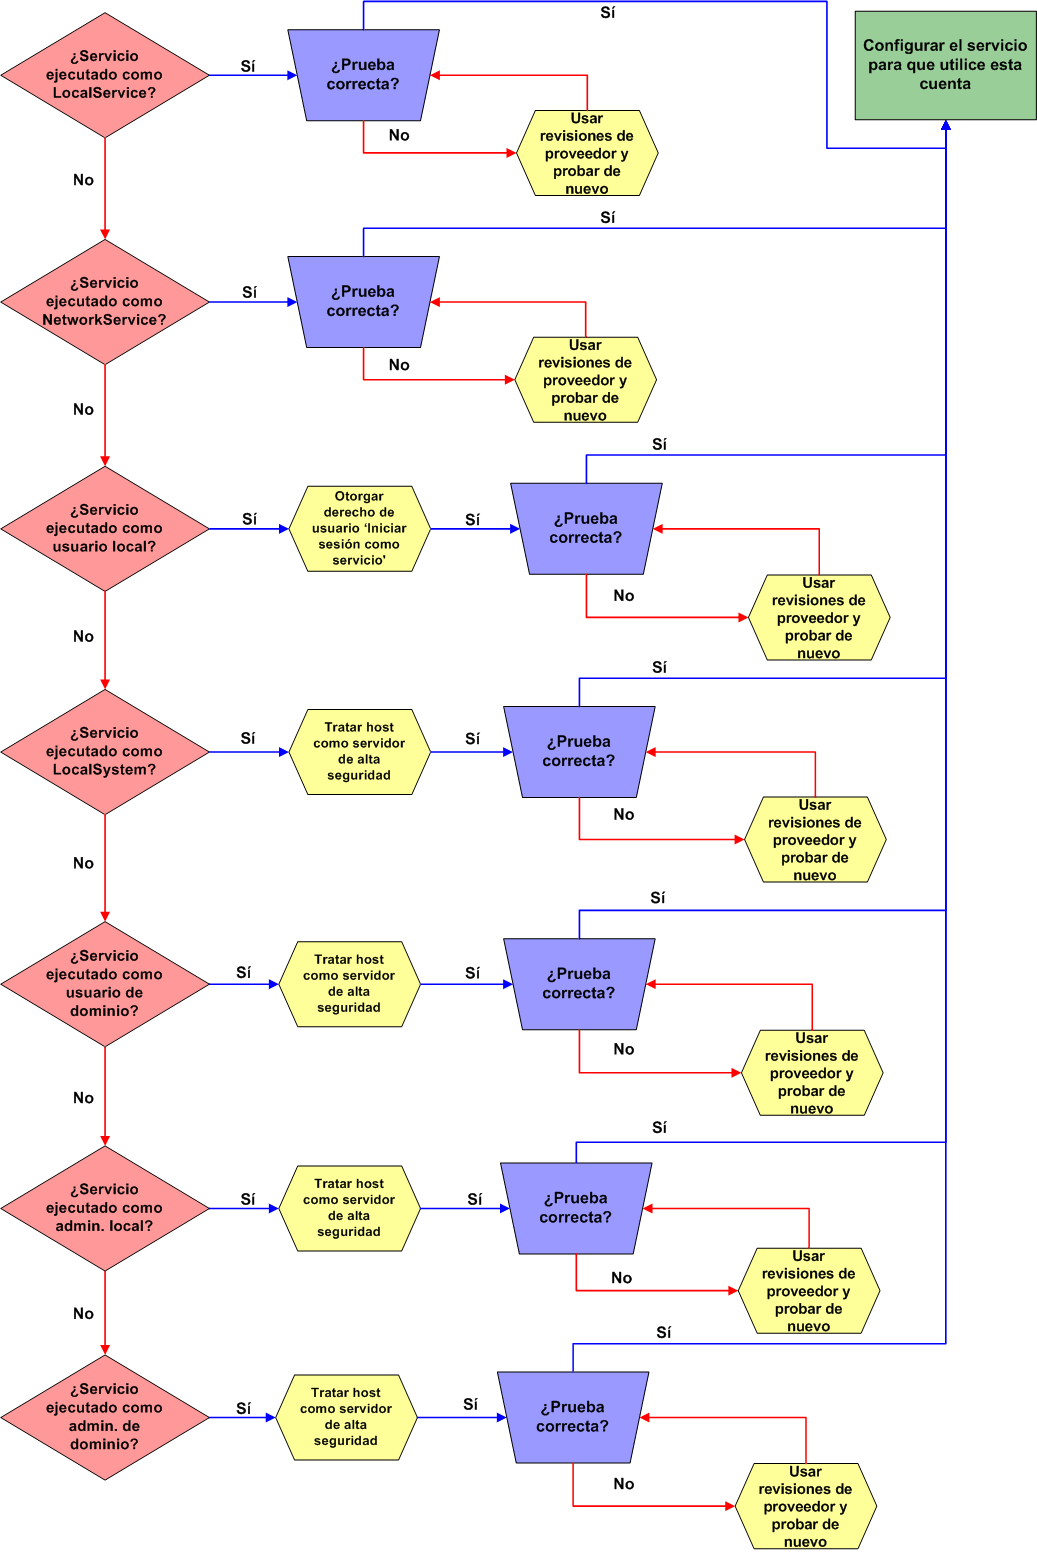 Sí
¿Servicio
ejecutado como
LocalService?
Sí
¿Prueba
correcta?
Configurar el servicio
para que utilice esta
cuenta
No
Usar
revisiones de
proveedor y
probar de
nuevo
No
Sí
¿Servicio
ejecutado como
NetworkService?
Sí
¿Prueba
correcta?
No
Usar
revisiones de
proveedor y
probar de
nuevo
No
Sí
¿Servicio
ejecutado como
usuario local?
Sí
Otorgar
derecho de
usuario ‘Iniciar
sesión como
servicio'
Sí
¿Prueba
correcta?
No
Usar
revisiones de
proveedor y
probar de
nuevo
No
Sí
¿Servicio
ejecutado como
LocalSystem?
Sí
Tratar host
como servidor
de alta
seguridad
Sí
¿Prueba
correcta?
No
Usar
revisiones de
proveedor y
probar de
nuevo
No
Sí
¿Servicio
ejecutado como
usuario de
dominio?
Sí
Tratar host
como servidor
de alta
seguridad
Sí
¿Prueba
correcta?
No
Usar
revisiones de
proveedor y
probar de
nuevo
No
Sí
¿Servicio
ejecutado como
admin. local?
Sí
Tratar host
como servidor
de alta
seguridad
Sí
¿Prueba
correcta?
No
Usar
revisiones de
proveedor y
probar de
nuevo
No
Sí
¿Servicio
ejecutado como
admin. de
dominio?
Sí
Tratar host
como servidor
de alta
seguridad
Sí
¿Prueba
correcta?
No
Usar
revisiones de
proveedor y
probar de
nuevo